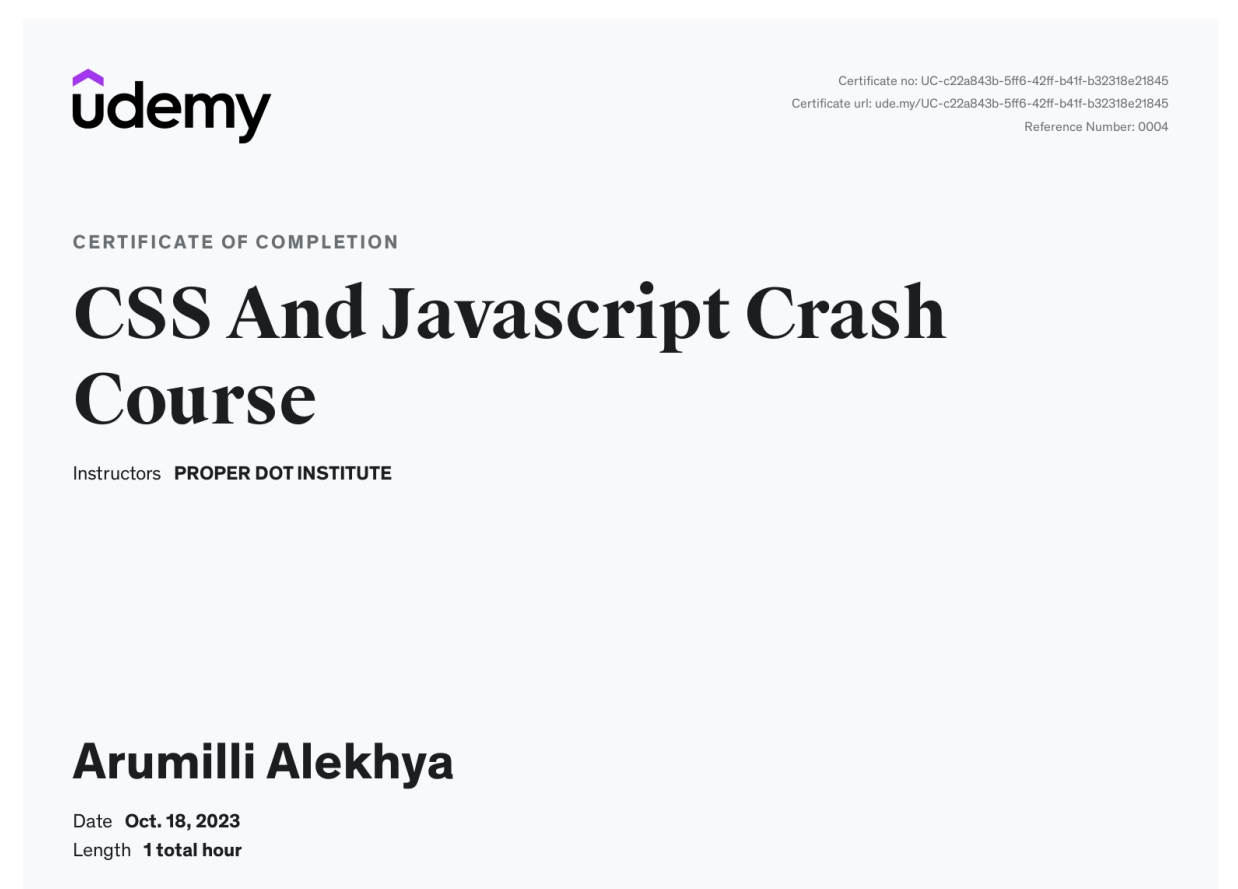 udemy
Certificate no: UC-c22a843b-5ff6-42ff-b41f-b32318e21845
Certificate url: ude.my/UC-c22a843b-5ff6-42ff-b41f-b32318e21845
Reference Number: 0004
CERTIFICATE OF COMPLETION
CSS And Javascript Crash
Course
Instructors PROPER DOT INSTITUTE
Arumilli Alekhya
Date Oct. 18, 2023
Length 1 total hour